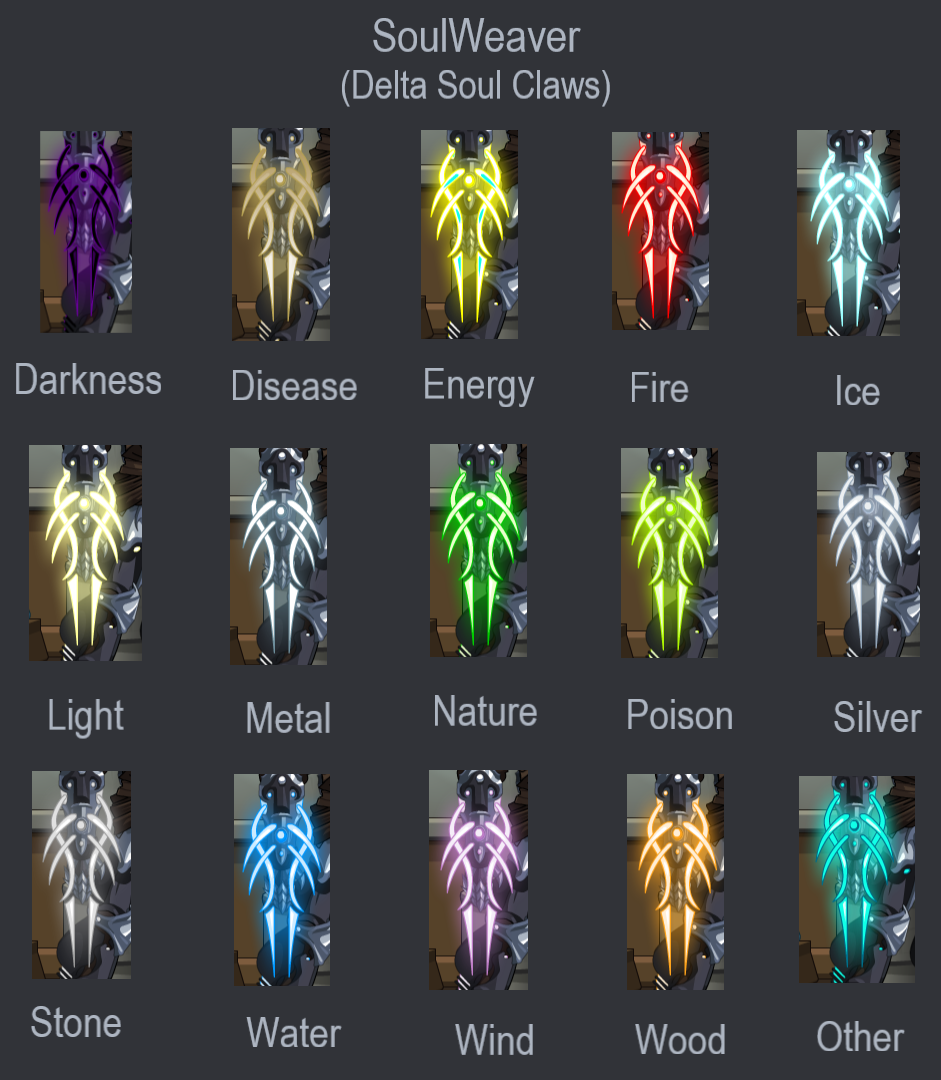 SoulWeaver
(Delta Soul Claws)
Darkness
Disease
Energy
Fire
Ice
Light
Metal
Nature
Poison
Silver
Stone
Water
Wind
Wood
Other